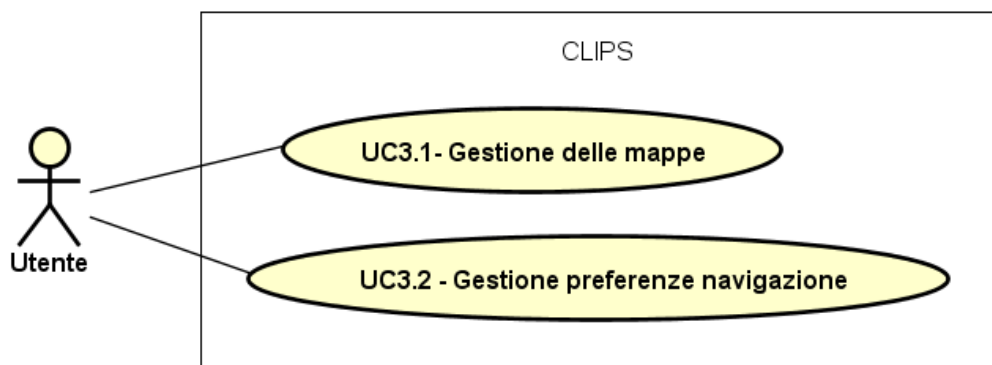 CLIPS
UC3.1- Gestione delle mappe
UC3.2 - Gestione preferenze navigazione
Utente